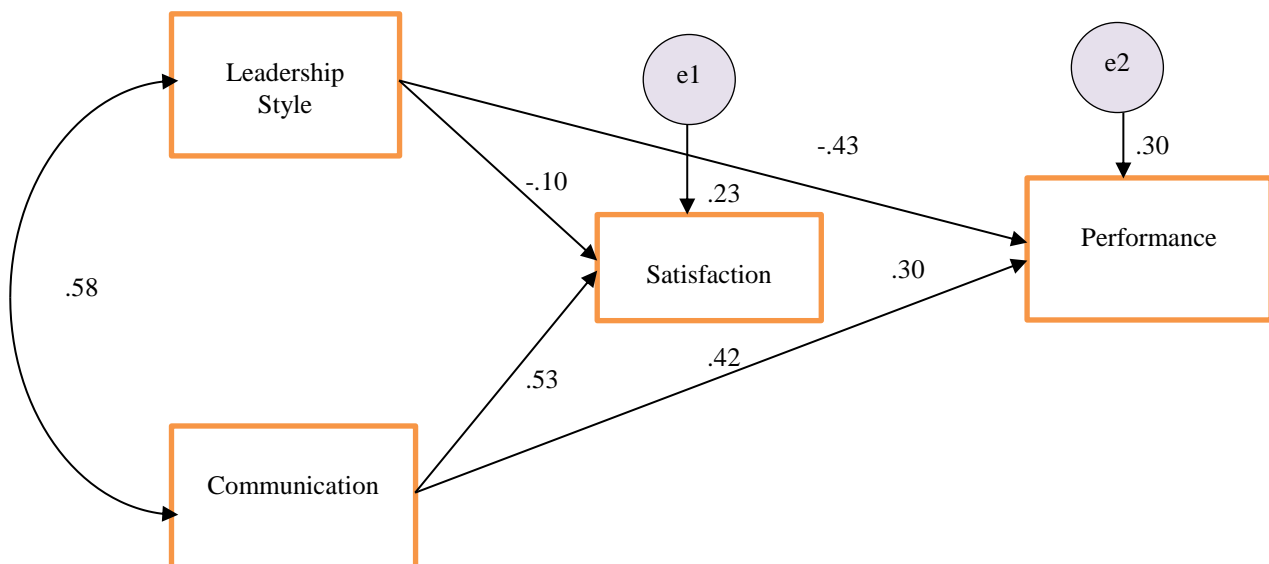 Leadership
Style
e1
e2
-.43
.30
-.10
.23
Performance
.58
Satisfaction
.30
.53
.42
Communication